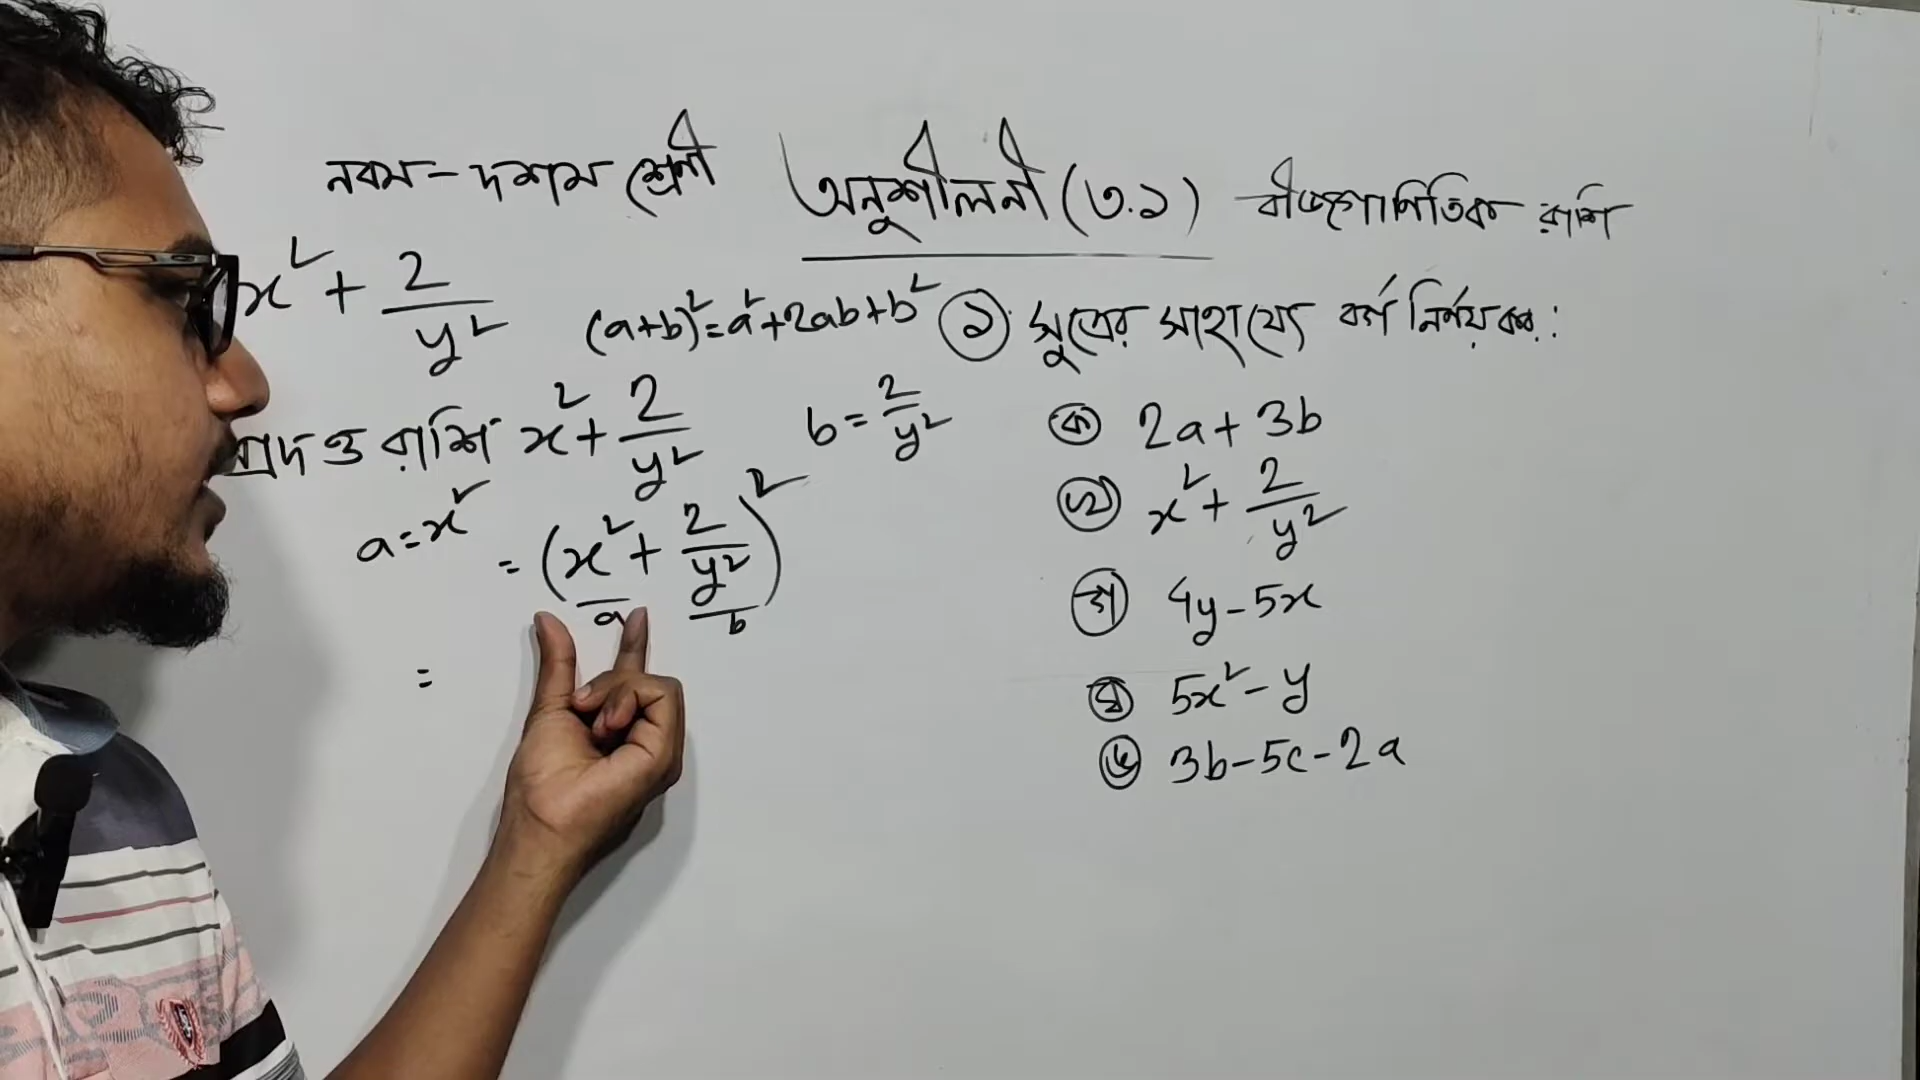 নবম - দশম শ্রেণী অনুশীলনী (৩.১) বীজগাণিতিক রাশি
x² + 2/y²
(a+b)² = a² + 2ab + b²
১ সূত্রের সাহায্যে বর্গ নির্ণয় কর:
প্রদত্ত রাশি x² + 2/y²
b = 2/y²
a = x²
= (x² + 2/y²)²
a b
=
ক 2a + 3b
খ x² + 2/y²
গ 4y - 5x
ঘ 5x² - y
ঙ 3b - 5c - 2a